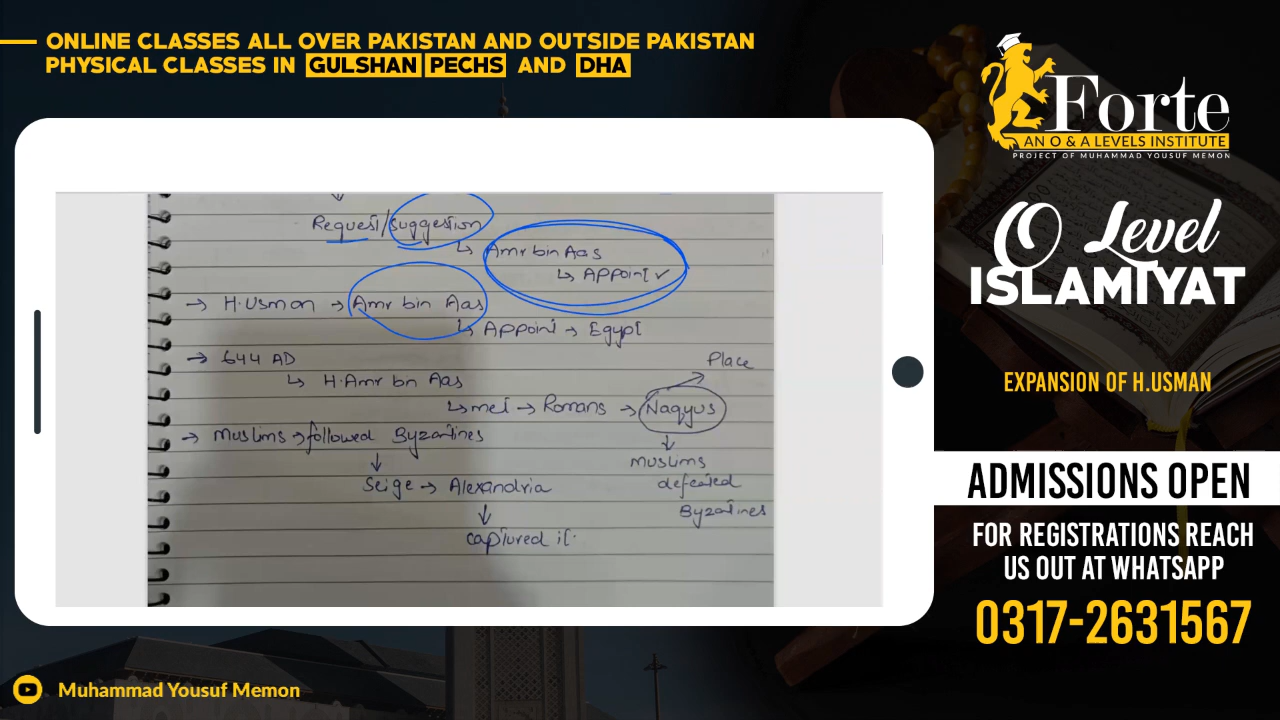 ONLINE CLASSES ALL OVER PAKISTAN AND OUTSIDE PAKISTAN
PHYSICAL CLASSES IN GULSHAN PECHS AND DHA
Forte
AN O & A LEVELS INSTITUTE
PROJECT OF MUHAMMAD YOUSUF MEMON
O Level
ISLAMIYAT
EXPANSION OF H.USMAN
ADMISSIONS OPEN
FOR REGISTRATIONS REACH
US OUT AT WHATSAPP
0317-2631567
Request/suggestion
↳ Amr bin Aas
↳ APPoint ✓
→ H.Usman → Amr bin Aas
↳ APPoint → Egypt
→ 644 AD
↳ H.Amr bn Aas
↳ met → Romans → Nagyus
Place
→ Muslims → followed Byzantines
Muslims
defeated
Byzantines
Seige → Alexandria
captured it.
Muhammad Yousuf Memon